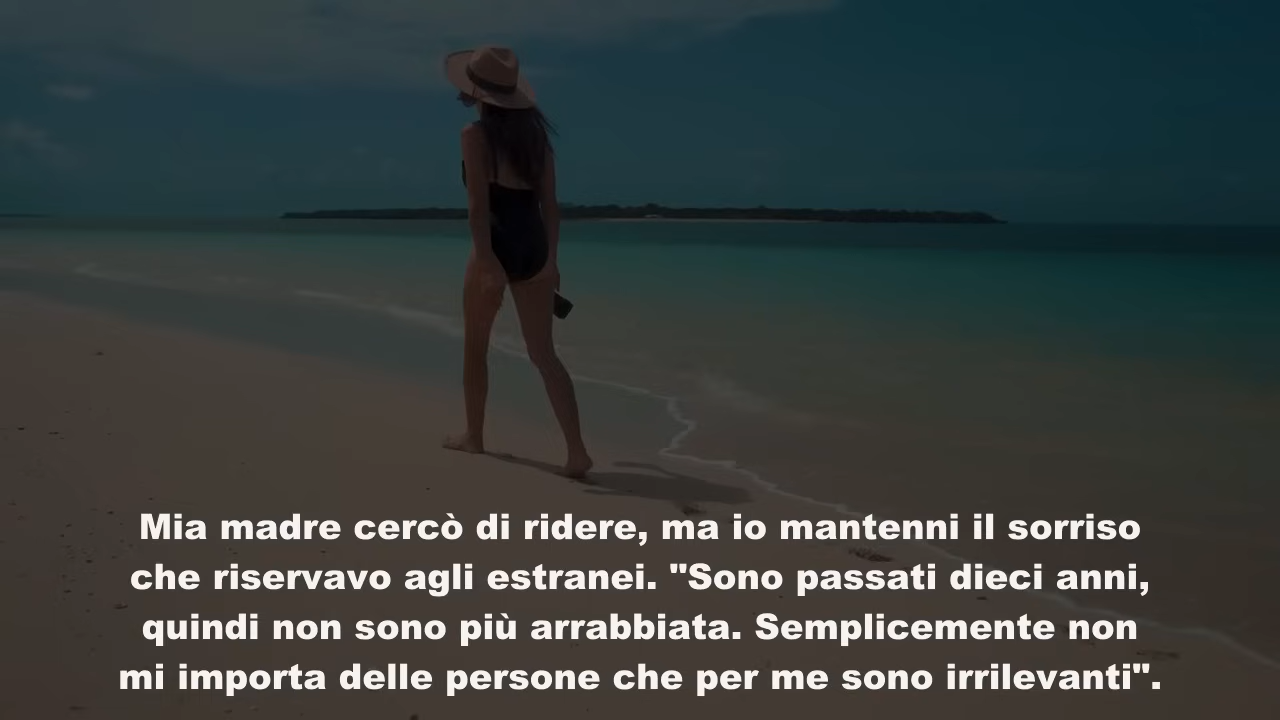 Mia madre cercò di ridere, ma io mantenni il sorriso
che riservavo agli estranei. "Sono passati dieci anni,
quindi non sono più arrabbiata. Semplicemente non
mi importa delle persone che per me sono irrilevanti".